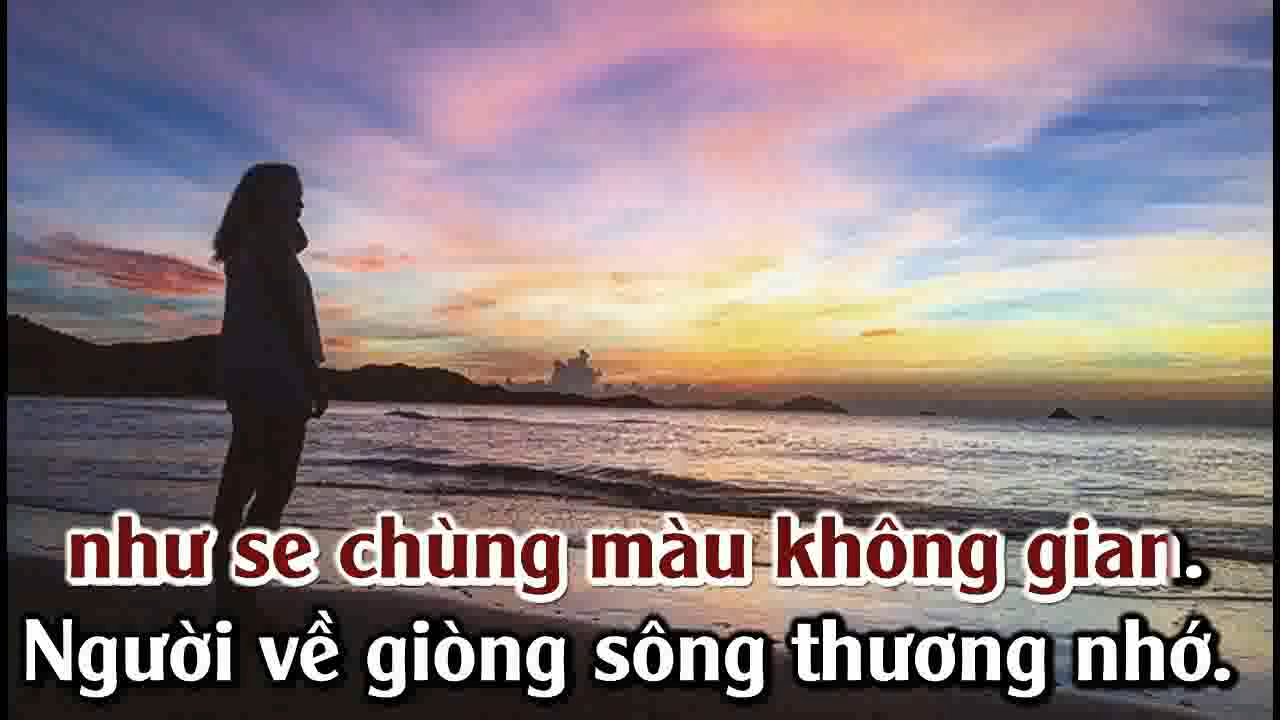 như se chùng màu không gian.
Người về giòng sông thương nhớ.